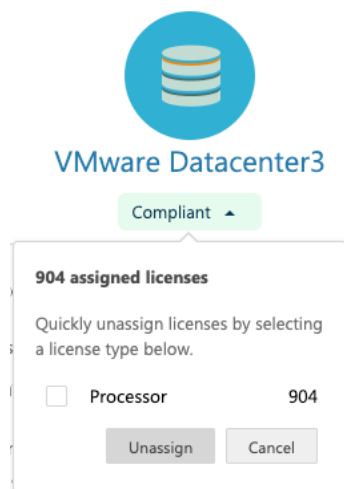 VMware Datacenter3
Compliant
904 assigned licenses
Quickly unassign licenses by selecting
a license type below.
Processor 904
Unassign Cancel